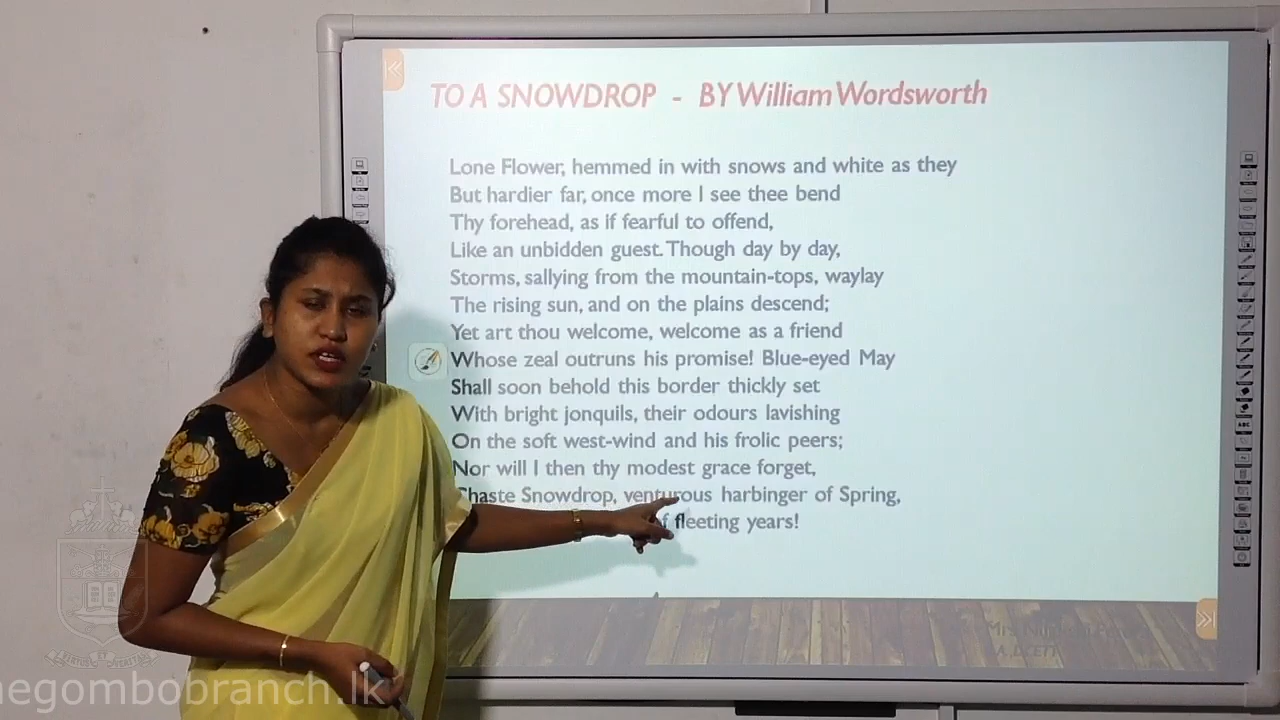 TO A SNOWDROP - BY William Wordsworth
Lone Flower, hemmed in with snows and white as they
But hardier far, once more I see thee bend
Thy forehead, as if fearful to offend,
Like an unbidden guest. Though day by day,
Storms, sallying from the mountain-tops, waylay
The rising sun, and on the plains descend;
Yet art thou welcome, welcome as a friend
Whose zeal outruns his promise! Blue-eyed May
Shall soon behold this border thickly set
With bright jonquils, their odours lavishing
On the soft west-wind and his frolic peers;
Nor will I then thy modest grace forget,
Chaste Snowdrop, venturous harbinger of Spring,
of fleeting years!
Mrs
negombobranch.lk
ABC